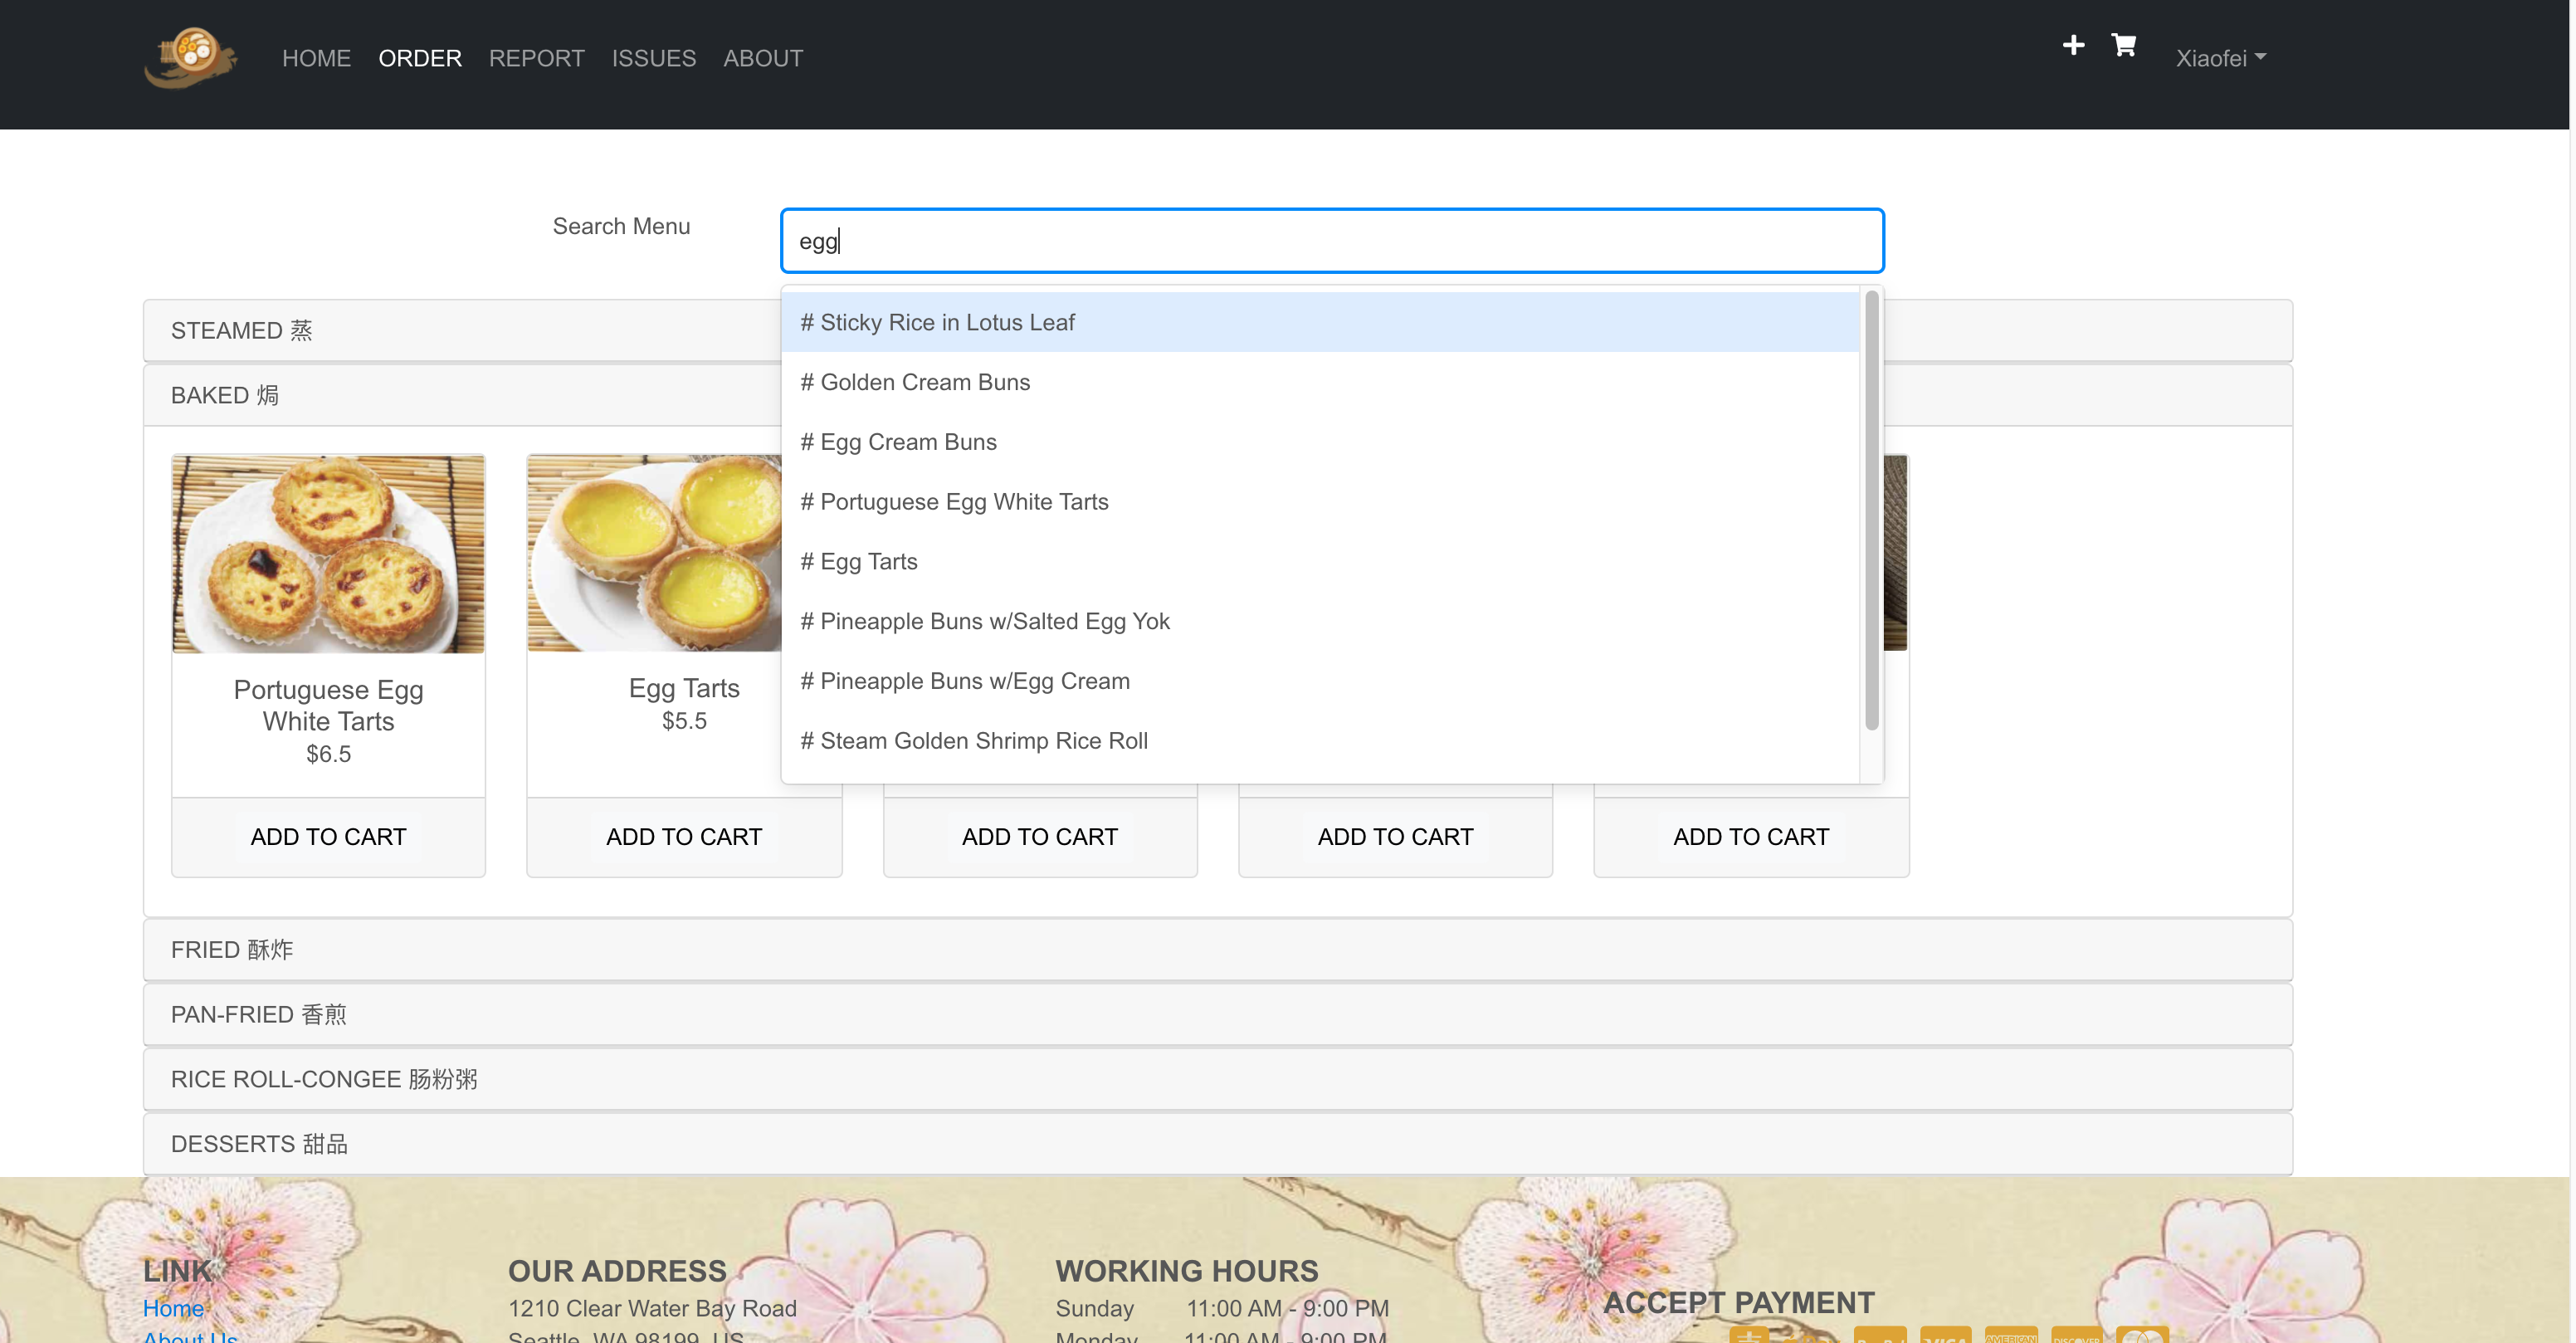 HOME ORDER REPORT ISSUES ABOUT
Xiaofei
Search Menu
egg
# Sticky Rice in Lotus Leaf
# Golden Cream Buns
# Egg Cream Buns
# Portuguese Egg White Tarts
# Egg Tarts
# Pineapple Buns w/Salted Egg Yok
# Pineapple Buns w/Egg Cream
# Steam Golden Shrimp Rice Roll
STEAMED 蒸
BAKED 焗
Portuguese Egg
White Tarts
$6.5
ADD TO CART
Egg Tarts
$5.5
ADD TO CART
ADD TO CART
ADD TO CART
ADD TO CART
FRIED 酥炸
PAN-FRIED 香煎
RICE ROLL-CONGEE 肠粉粥
DESSERTS 甜品
LINK
Home
About Us
OUR ADDRESS
1210 Clear Water Bay Road
Seattle, WA 98199, US
WORKING HOURS
Sunday 11:00 AM - 9:00 PM
Monday 11:00 AM - 9:00 PM
ACCEPT PAYMENT
PayPal
VISA
AMERICAN
DISCOVER